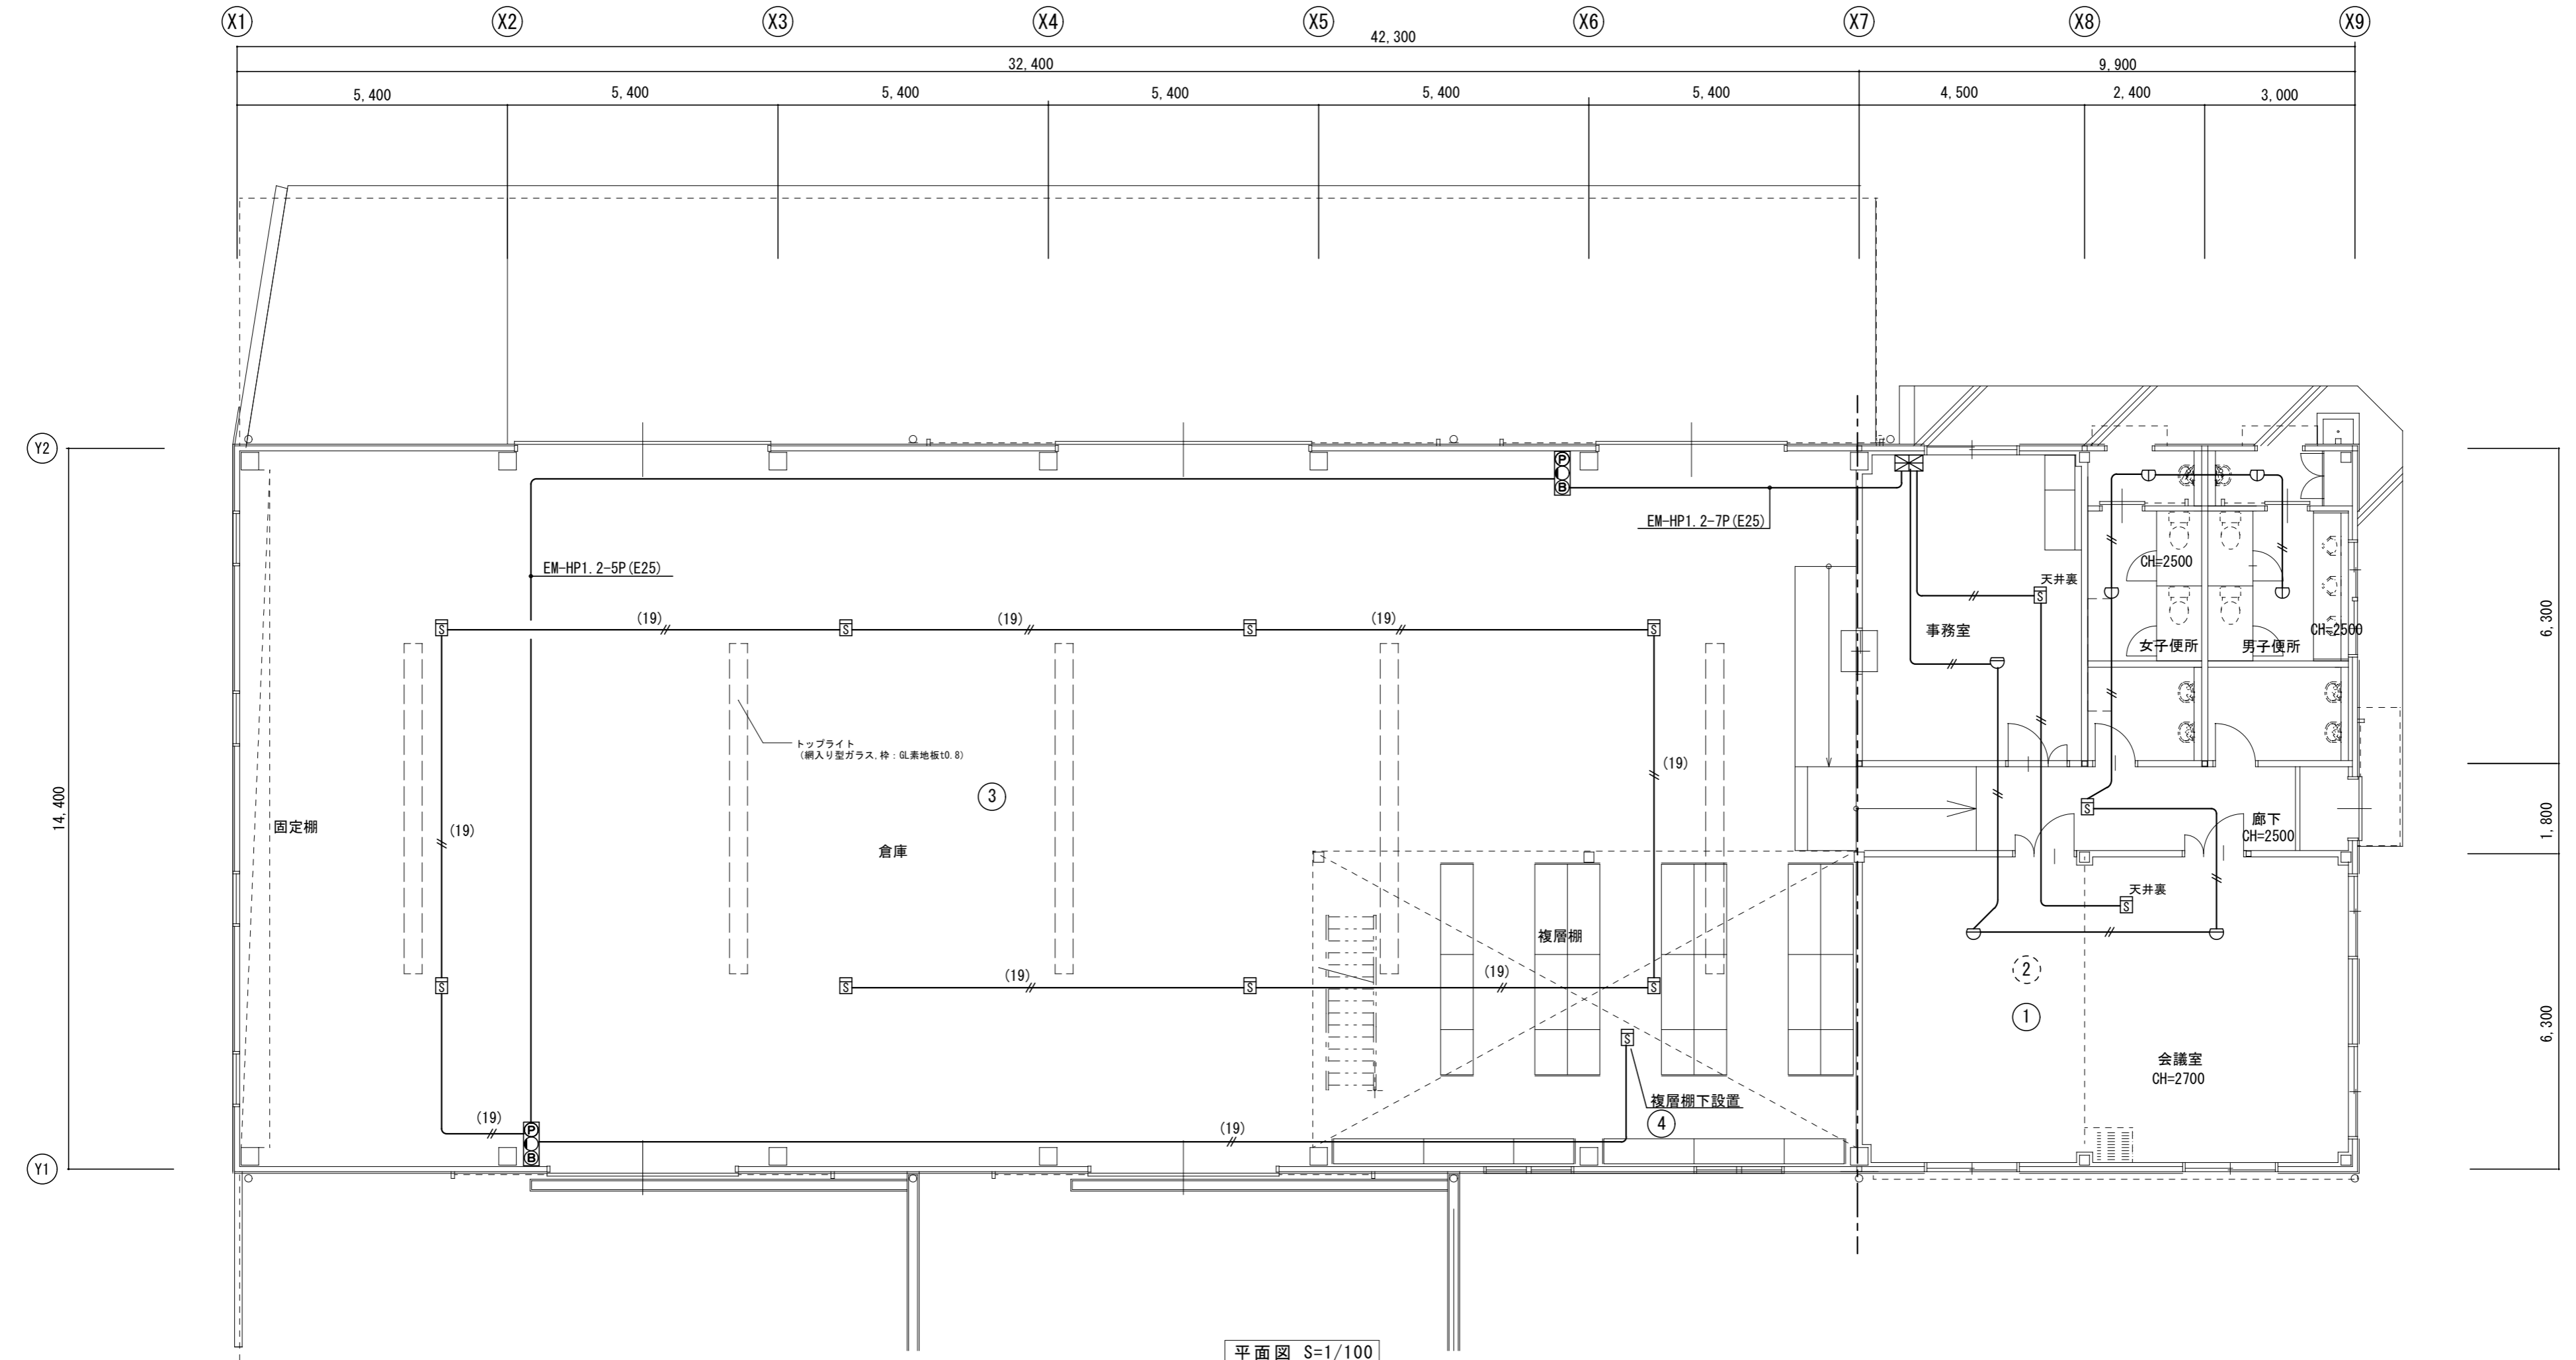 X1 X2 X3 X4 X5 X6 X7 X8 X9
42,300
32,400 9,900
5,400 5,400 5,400 5,400 5,400 5,400 4,500 2,400 3,000
Y2
P
B
EM-HP1.2-7P(E25)
EM-HP1.2-5P(E25)
CH=2500
天井裏
S
(19) (19) (19)
S S S S
事務室
CH=2500
女子便所 男子便所
6,300
トップライト
(網入り型ガラス,枠:GL素地板t0.8)
(19)
3
14,400
固定棚
(19)
倉庫
S
廊下
CH=2500
1,800
天井裏
S
複層棚
2
(19) (19)
S S S S
1
6,300
S
会議室
CH=2700
複層棚下設置
4
(19)
(19)
P
B
Y1
平面図 S=1/100